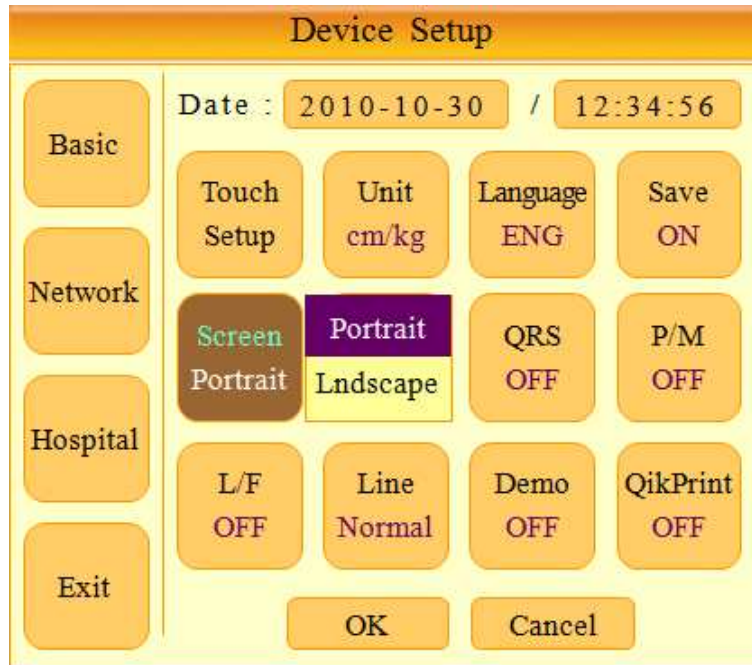 Device Setup
Basic
Network
Hospital
Exit
Date : 2010-10-30 / 12:34:56
Touch
Setup
Unit
cm/kg
Language
ENG
Save
ON
Screen
Portrait
Portrait
Lndscape
QRS
OFF
P/M
OFF
L/F
OFF
Line
Normal
Demo
OFF
QikPrint
OFF
OK
Cancel